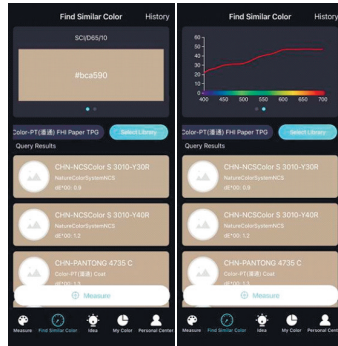 Find Similar Color
History
SCI/D65/10
#bca590
Color-PT(潘通) FHI Paper TPG
Select Library
Query Results
CHN-NCSColor S 3010-Y30R
NatureColorSystemNCS
dE*00: 0.9
CHN-NCSColor S 3010-Y40R
NatureColorSystemNCS
dE*00: 1.2
CHN-PANTONG 4735 C
Color-PT(潘通) Coat
Measure
Measure
Find Similar Color
Idea
My Color
Personal Center
Find Similar Color
History
60
50
40
30
20
10
0
400 450 500 550 600 650 700
Color-PT(潘通) FHI Paper TPG
Select Library
Query Results
CHN-NCSColor S 3010-Y30R
NatureColorSystemNCS
dE*00: 0.9
CHN-NCSColor S 3010-Y40R
NatureColorSystemNCS
dE*00: 1.2
CHN-PANTONG 4735 C
Color-PT(潘通) Coat
Measure
Measure
Find Similar Color
Idea
My Color
Personal Center